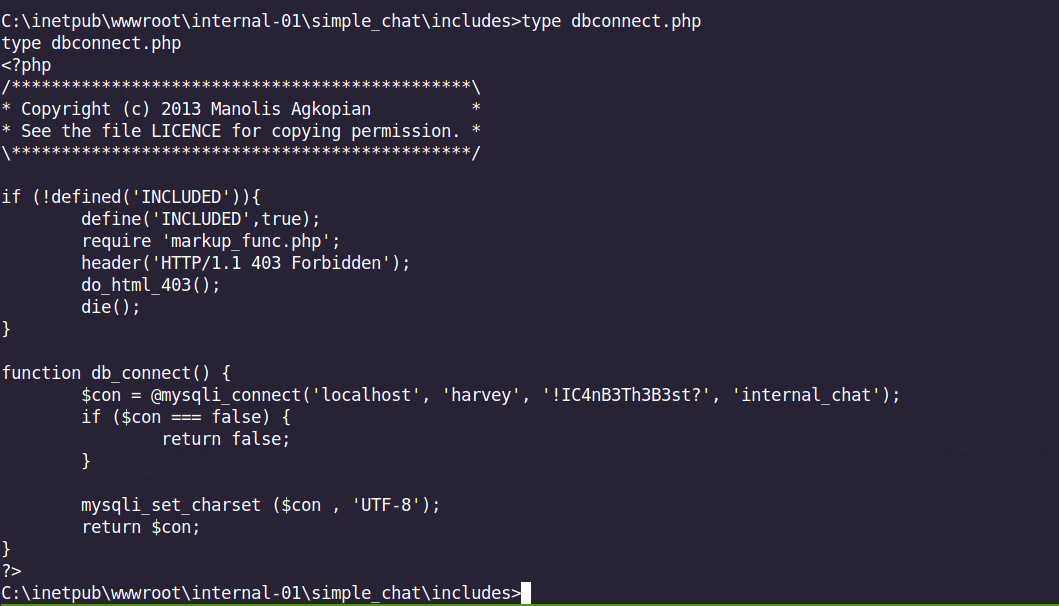 C:\inetpub\wwwroot\internal-01\simple_chat\includes>type dbconnect.php
type dbconnect.php
<?php
/**********************************************\
* Copyright (c) 2013 Manolis Agkopian          *
* See the file LICENCE for copying permission. *
\**********************************************/

if (!defined('INCLUDED')){
        define('INCLUDED',true);
        require 'markup_func.php';
        header('HTTP/1.1 403 Forbidden');
        do_html_403();
        die();
}

function db_connect() {
        $con = @mysqli_connect('localhost', 'harvey', '!IC4nB3Th3B3st?', 'internal_chat');
        if ($con === false) {
                return false;
        }

        mysqli_set_charset ($con , 'UTF-8');
        return $con;
}
?>
C:\inetpub\wwwroot\internal-01\simple_chat\includes>